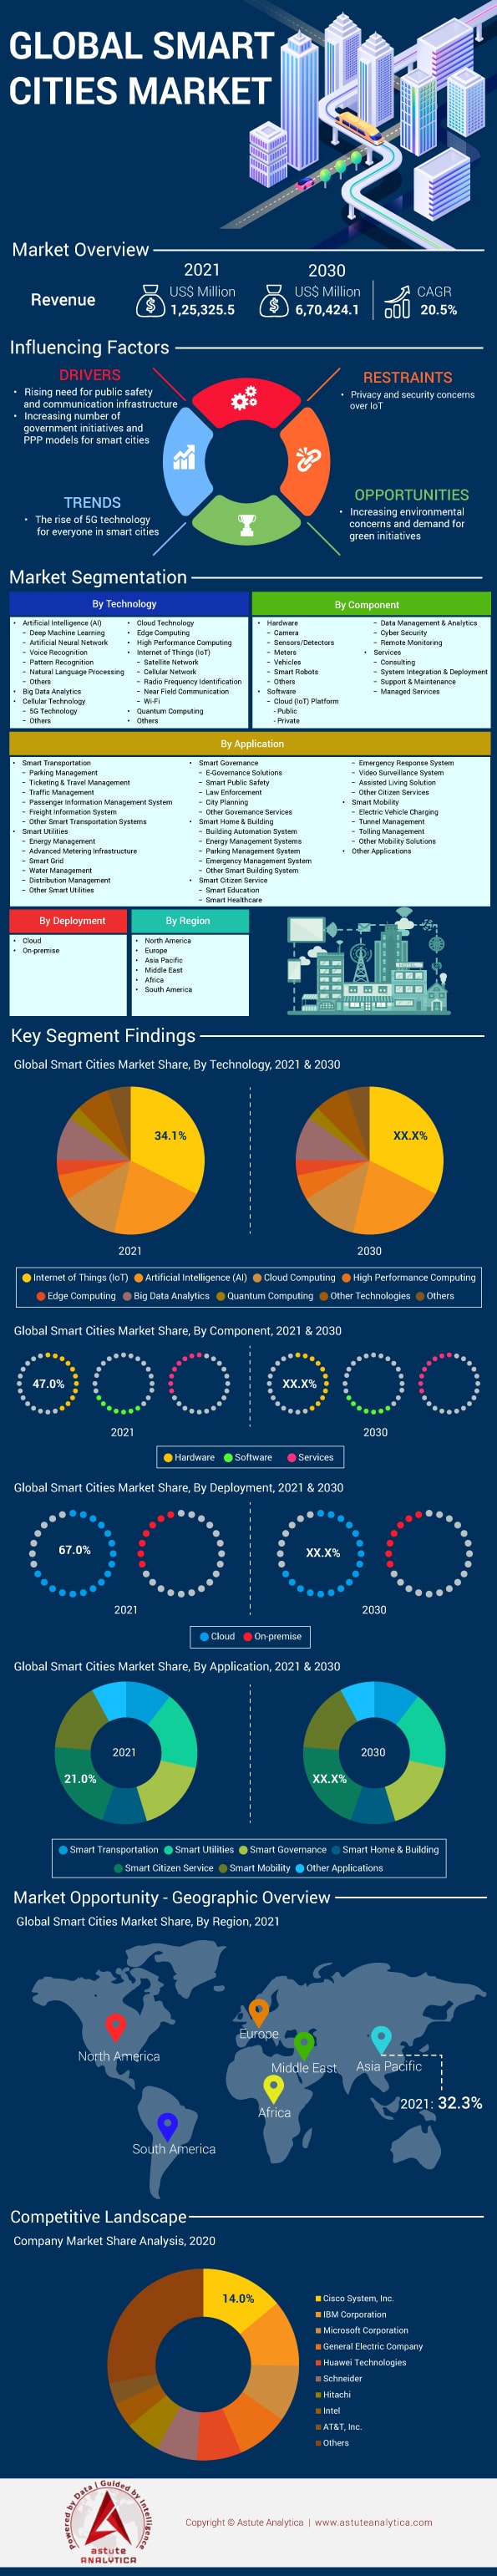 GLOBAL SMART
CITIES MARKET
Market Overview
2021
2030
Revenue
US$ Million
1,25,325.5
US$ Million
6,70,424.1
CAGR
20.5%
Influencing Factors
DRIVERS
• Rising need for public safety
and communication infrastructure
• Increasing number of
government initiatives and
PPP models for smart cities
RESTRAINTS
• Privacy and security concerns
over IoT
TRENDS
• The rise of 5G technology
for everyone in smart cities
OPPORTUNITIES
• Increasing environmental
concerns and demand for
green initiatives
Market Segmentation
By Technology
• Artificial Intelligence (AI)
- Deep Machine Learning
- Artificial Neural Network
- Voice Recognition
- Pattern Recognition
- Natural Language Processing
- Others
• Big Data Analytics
• Cellular Technology
- 5G Technology
- Others
• Cloud Technology
• Edge Computing
• High Performance Computing
• Internet of Things (IoT)
- Satellite Network
- Cellular Network
- Radio Frequency Identification
- Near Field Communication
- Wi-Fi
• Quantum Computing
• Others
By Component
• Hardware
- Camera
- Sensors/Detectors
- Meters
- Vehicles
- Smart Robots
- Others
• Software
- Cloud (IoT) Platform
- Public
- Private
- Data Management & Analytics
- Cyber Security
- Remote Monitoring
• Services
- Consulting
- System Integration & Deployment
- Support & Maintenance
- Managed Services
By Application
• Smart Transportation
- Parking Management
- Ticketing & Travel Management
- Traffic Management
- Passenger Information Management System
- Freight Information System
- Other Smart Transportation Systems
• Smart Utilities
- Energy Management
- Advanced Metering Infrastructure
- Smart Grid
- Water Management
- Distribution Management
- Other Smart Utilities
• Smart Governance
- E-Governance Solutions
- Smart Public Safety
- Law Enforcement
- City Planning
- Other Governance Services
• Smart Home & Building
- Building Automation System
- Energy Management Systems
- Parking Management System
- Emergency Management System
- Other Smart Building System
• Smart Citizen Service
- Smart Education
- Smart Healthcare
- Emergency Response System
- Video Surveillance System
- Assisted Living Solution
- Other Citizen Services
• Smart Mobility
- Electric Vehicle Charging
- Tunnel Management
- Tolling Management
- Other Mobility Solutions
• Other Applications
By Deployment
• Cloud
• On-premise
By Region
• North America
• Europe
• Asia Pacific
• Middle East
• Africa
• South America
Key Segment Findings
Global Smart Cities Market Share, By Technology, 2021 & 2030
34.1%
XX.X%
2021
2030
Internet of Things (IoT) Artificial Intelligence (AI) Cloud Computing High Performance Computing
Edge Computing Big Data Analytics Quantum Computing Other Technologies Others
Global Smart Cities Market Share, By Component, 2021 & 2030
47.0%
XX.X%
2021
2030
Hardware Software Services
Global Smart Cities Market Share, By Deployment, 2021 & 2030
67.0%
XX.X%
2021
2030
Cloud On-premise
Global Smart Cities Market Share, By Application, 2021 & 2030
2021
21.0%
2030
XX.X%
Smart Transportation Smart Utilities Smart Governance Smart Home & Building
Smart Citizen Service Smart Mobility Other Applications
Market Opportunity - Geographic Overview
Global Smart Cities Market Share, By Region, 2021
North America
Europe
Middle East
Asia Pacific
Africa
2021: 32.3%
South America
Competitive Landscape
Company Market Share Analysis, 2020
14.0%
Cisco System, Inc.
IBM Corporation
Microsoft Corporation
General Electric Company
Huawei Technologies
Schneider
Hitachi
Intel
AT&T, Inc.
Others
Powered by Data | Guided by Intelligence
astute
ANALYTICA
Copyright © Astute Analytica | www.astuteanalytica.com